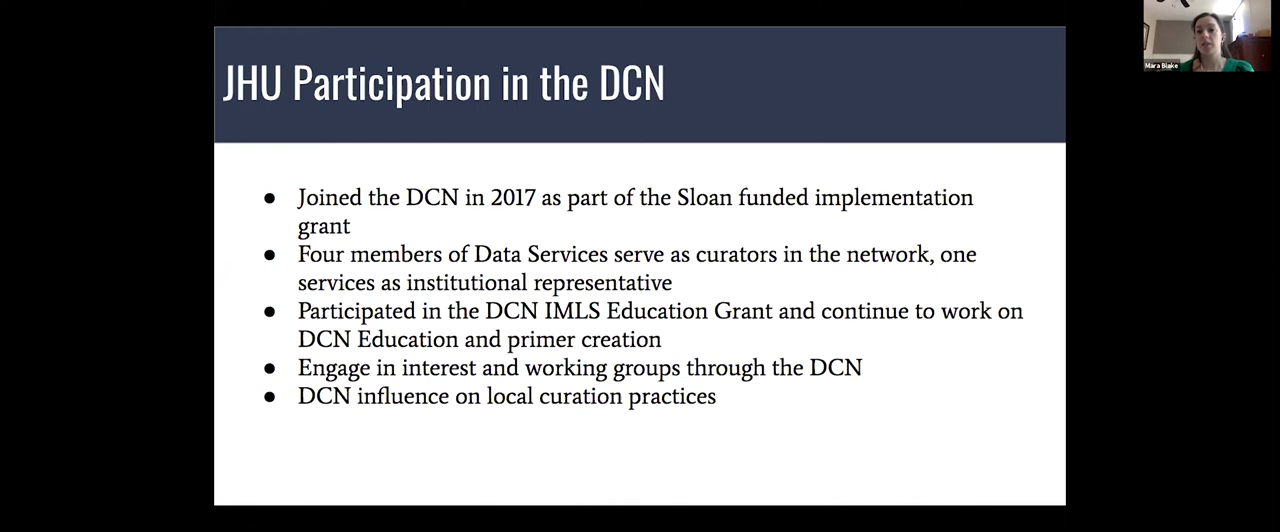 JHU Participation in the DCN
Mara Blake
● Joined the DCN in 2017 as part of the Sloan funded implementation
grant
● Four members of Data Services serve as curators in the network, one
services as institutional representative
● Participated in the DCN IMLS Education Grant and continue to work on
DCN Education and primer creation
● Engage in interest and working groups through the DCN
● DCN influence on local curation practices